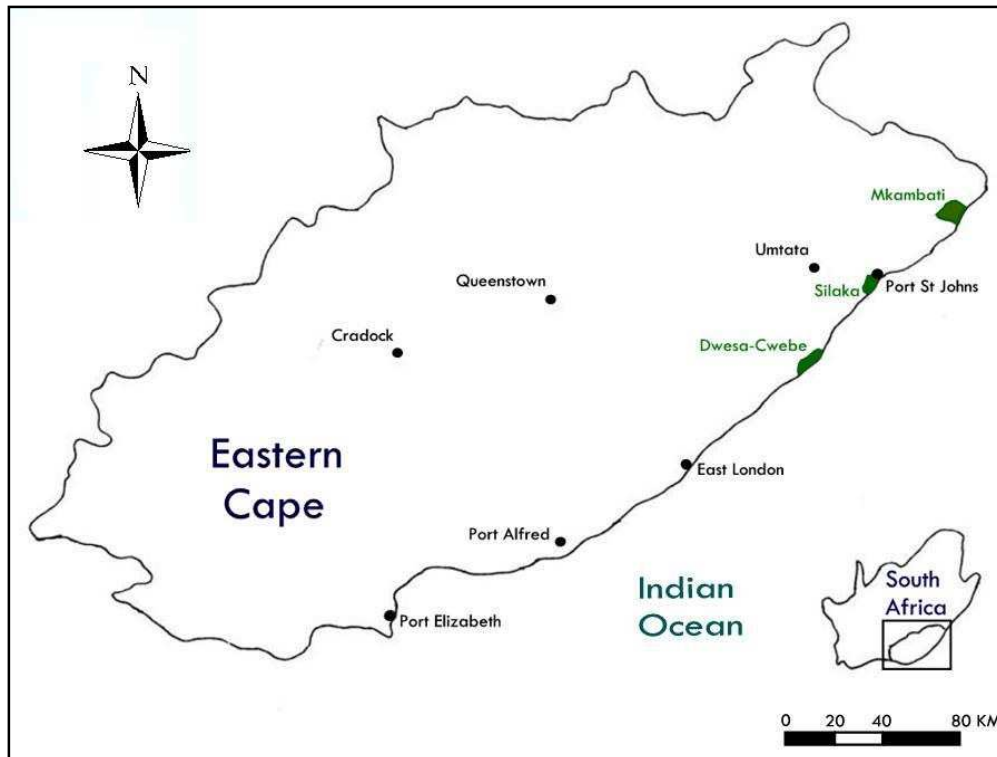 N
Mkambati
Umtata
Queenstown
Silaka
Port St Johns
Cradock
Dwesa-Cwebe
Eastern
Cape
East London
Port Alfred
Indian
Ocean
South
Africa
Port Elizabeth
0 20 40 80 KM